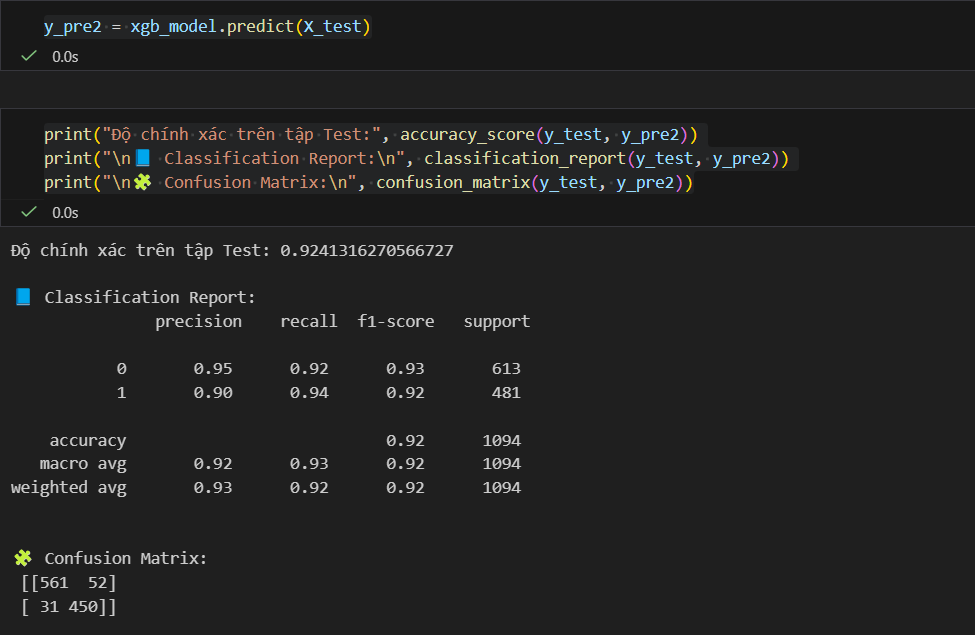 y_pre2 = xgb_model.predict(X_test)
✓ 0.0s
print("Độ chính xác trên tập Test:", accuracy_score(y_test, y_pre2))
print("\n📘 Classification Report:\n", classification_report(y_test, y_pre2))
print("\n🧩 Confusion Matrix:\n", confusion_matrix(y_test, y_pre2))
✓ 0.0s
Độ chính xác trên tập Test: 0.9241316270566727
📘 Classification Report:
precision recall f1-score support
0 0.95 0.92 0.93 613
1 0.90 0.94 0.92 481
accuracy 0.92 1094
macro avg 0.92 0.93 0.92 1094
weighted avg 0.93 0.92 0.92 1094
🧩 Confusion Matrix:
[[561 52]
[ 31 450]]